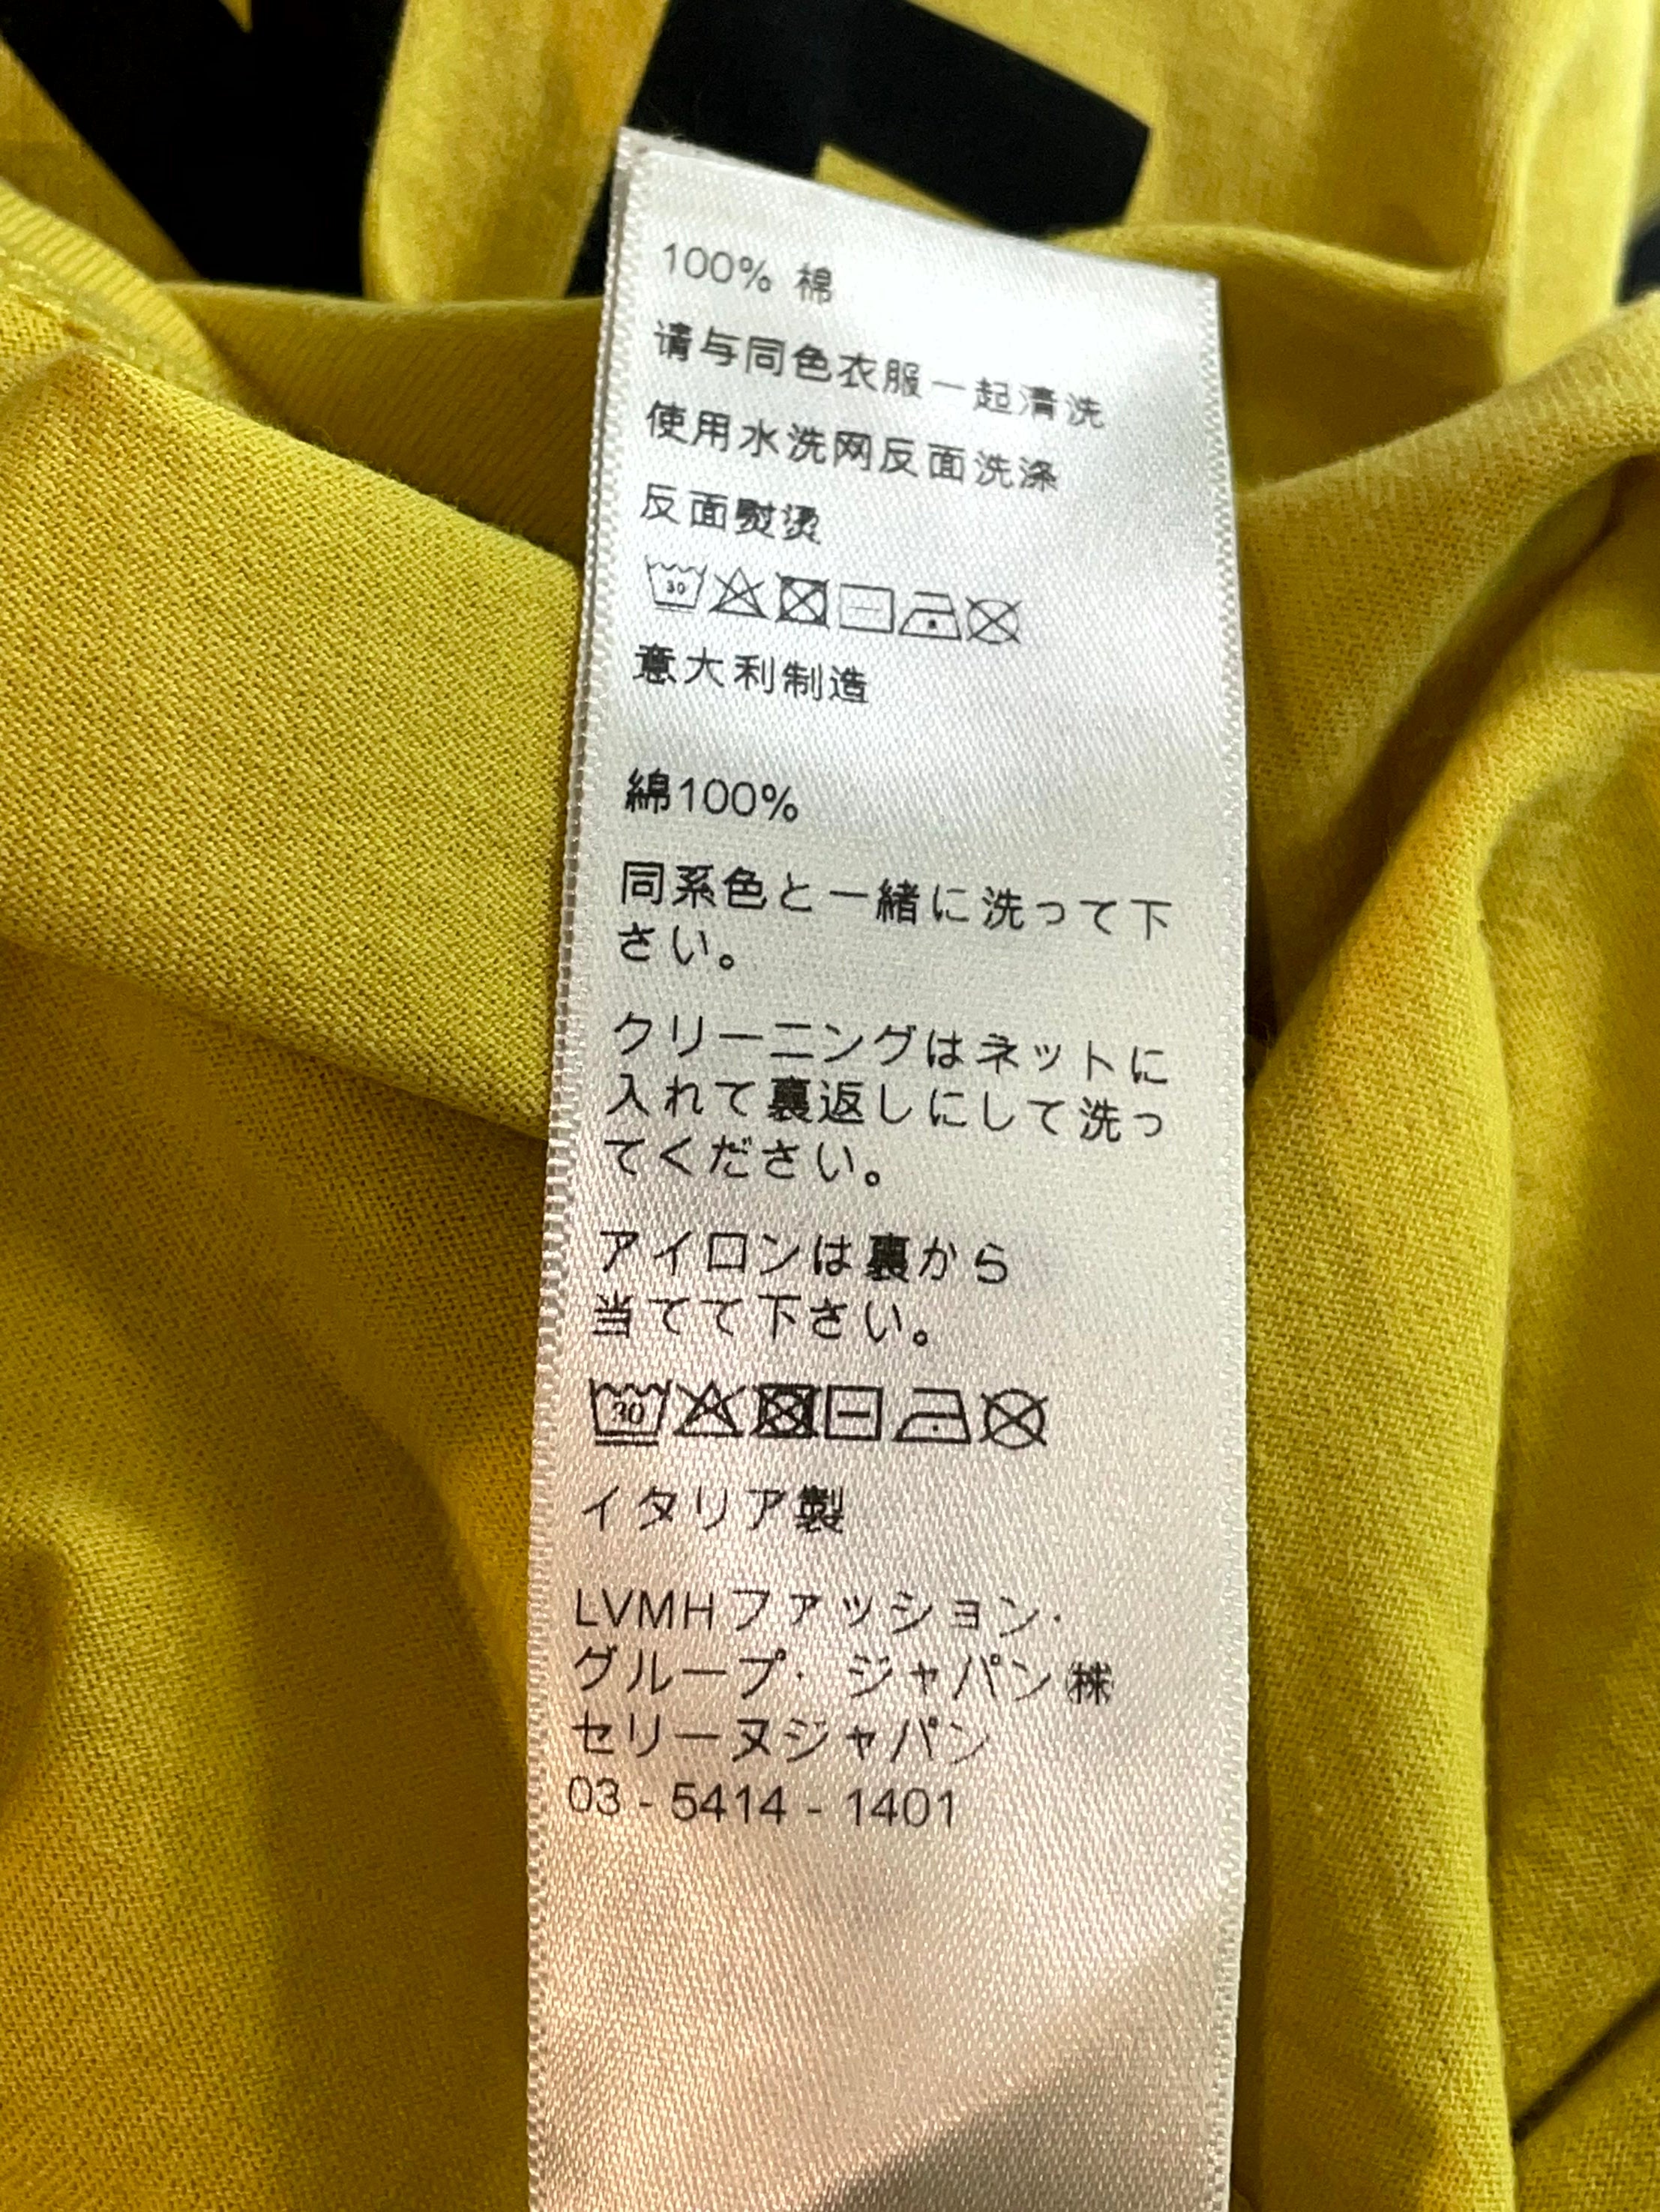 100% 棉
请与同色衣服一起清洗
使用水洗网反面洗涤
反面熨烫
30
意大利制造
綿100%
同系色と一緒に洗って下
さい。
クリーニングはネットに
入れて裏返しにして洗っ
てください。
アイロンは裏から
当てて下さい。
30
イタリア製
LVMHファッション·
グループ· ジャパン㈱
セリーヌジャパン
03 - 5414 - 1401